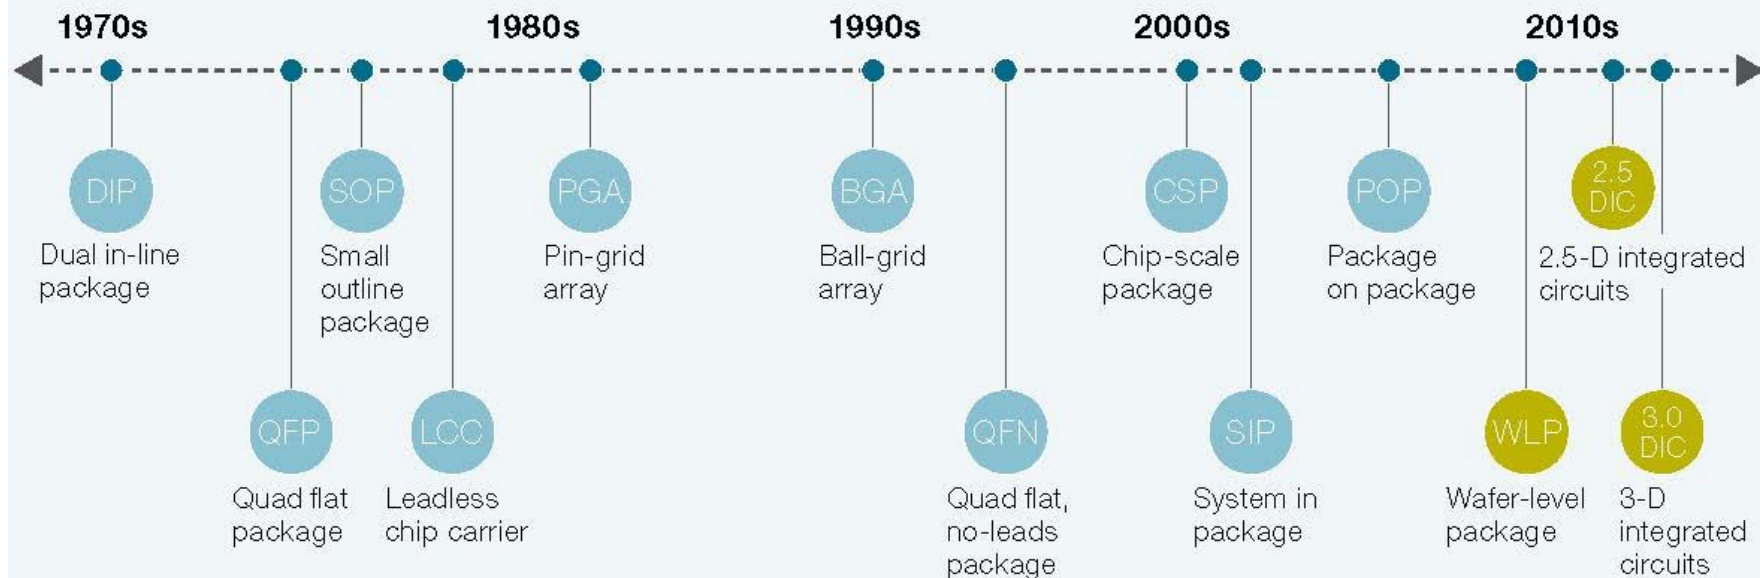 1970s
1980s
1990s
2000s
2010s
DIP
Dual in-line
package
QFP
Quad flat
package
SOP
Small
outline
package
LCC
Leadless
chip carrier
PGA
Pin-grid
array
BGA
Ball-grid
array
QFN
Quad flat,
no-leads
package
CSP
Chip-scale
package
SIP
System in
package
POP
Package
on package
WLP
Wafer-level
package
2.5
DIC
2.5-D integrated
circuits
3.0
DIC
3-D
integrated
circuits